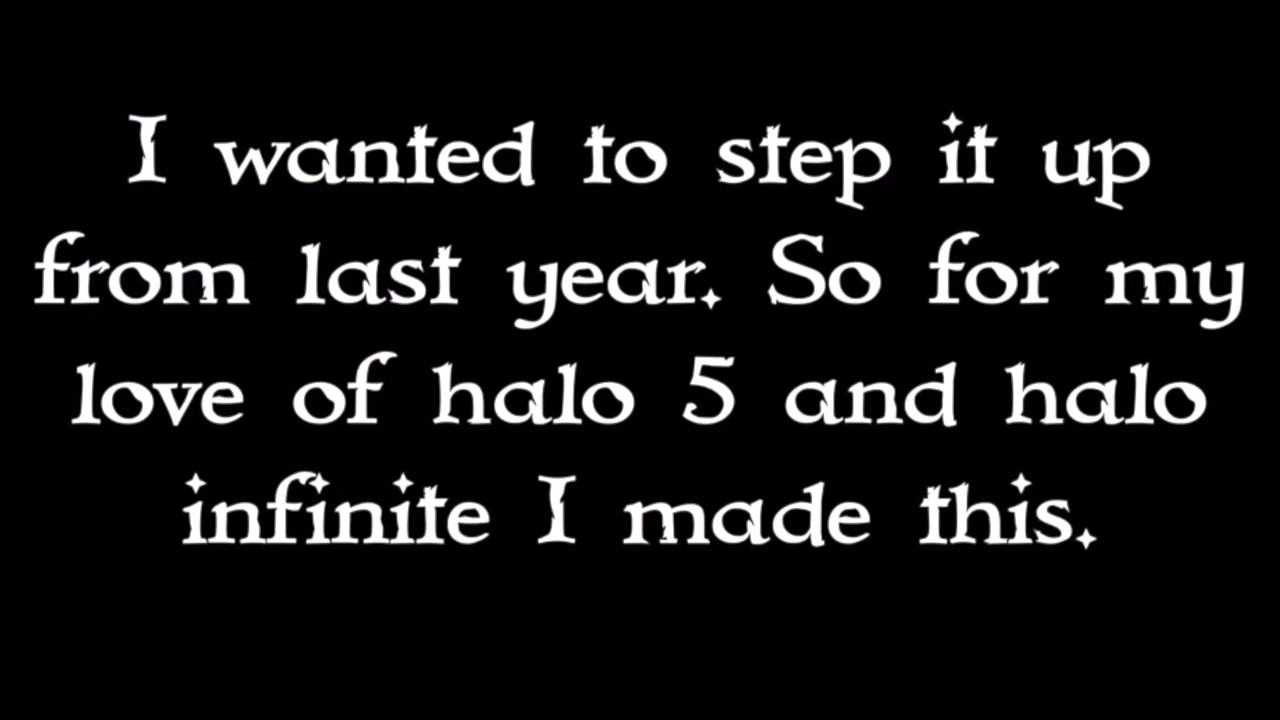 I wanted to step it up
from last year. So for my
love of halo 5 and halo
infinite I made this.